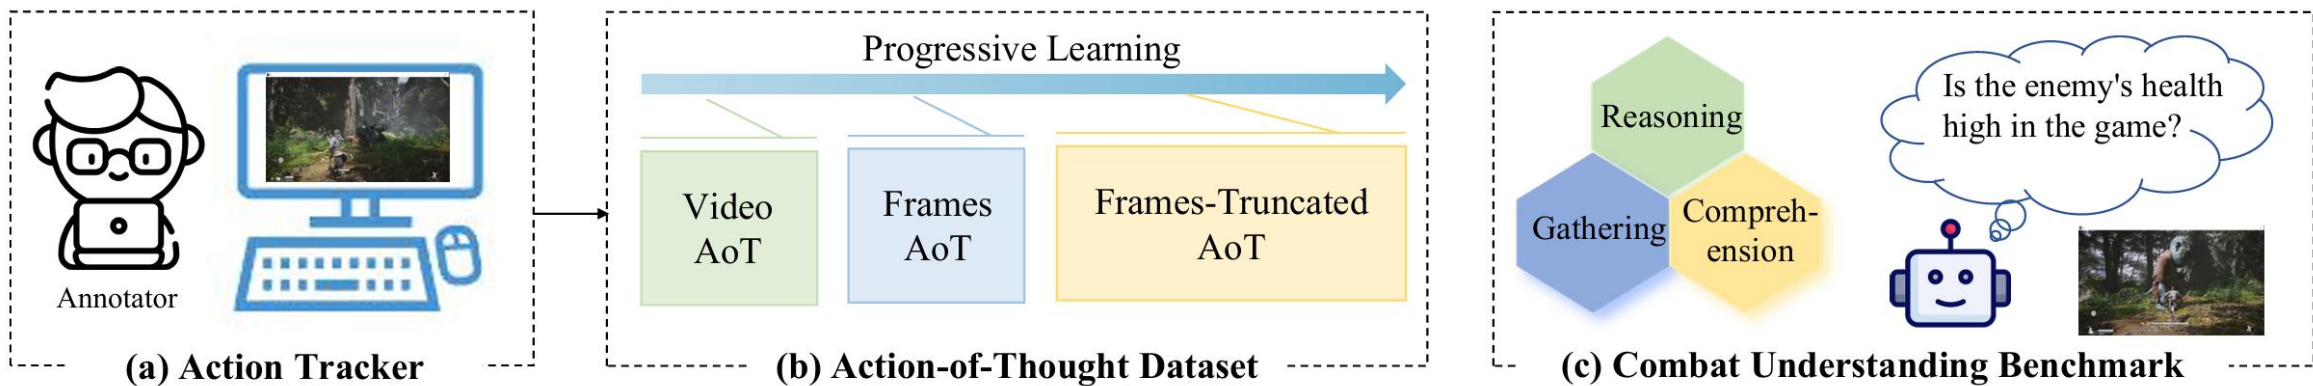 Annotator
(a) Action Tracker
Progressive Learning
Video
AoT
Frames
AoT
Frames-Truncated
AoT
(b) Action-of-Thought Dataset
Reasoning
Gathering
Compreh-
ension
Is the enemy's health
high in the game?
(c) Combat Understanding Benchmark